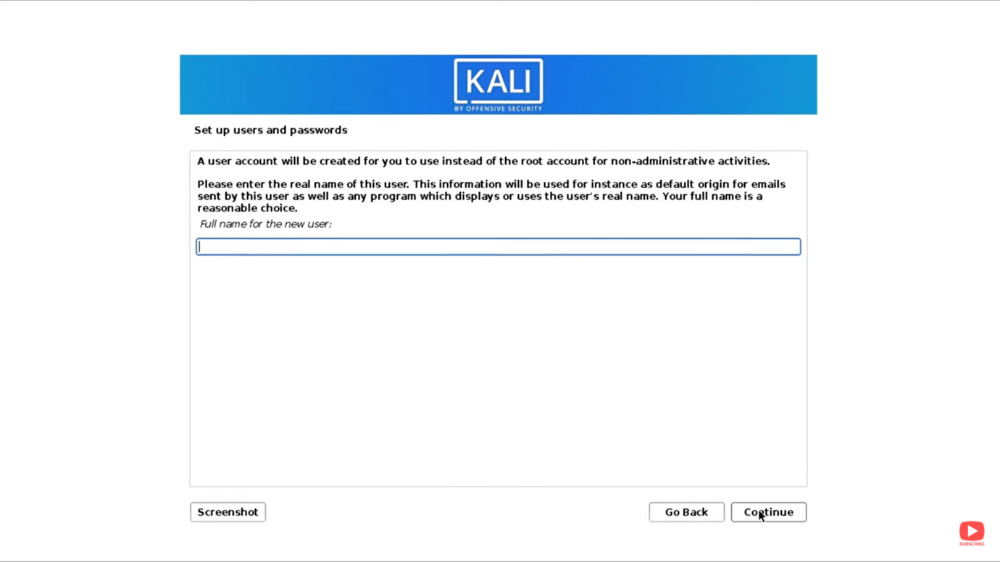 KALI
BY OFFENSIVE SECURITY
Set up users and passwords
A user account will be created for you to use instead of the root account for non-administrative activities.
Please enter the real name of this user. This information will be used for instance as default origin for emails
sent by this user as well as any program which displays or uses the user's real name. Your full name is a
reasonable choice.
Full name for the new user:
Screenshot
Go Back
Continue
SUBSCRIBE